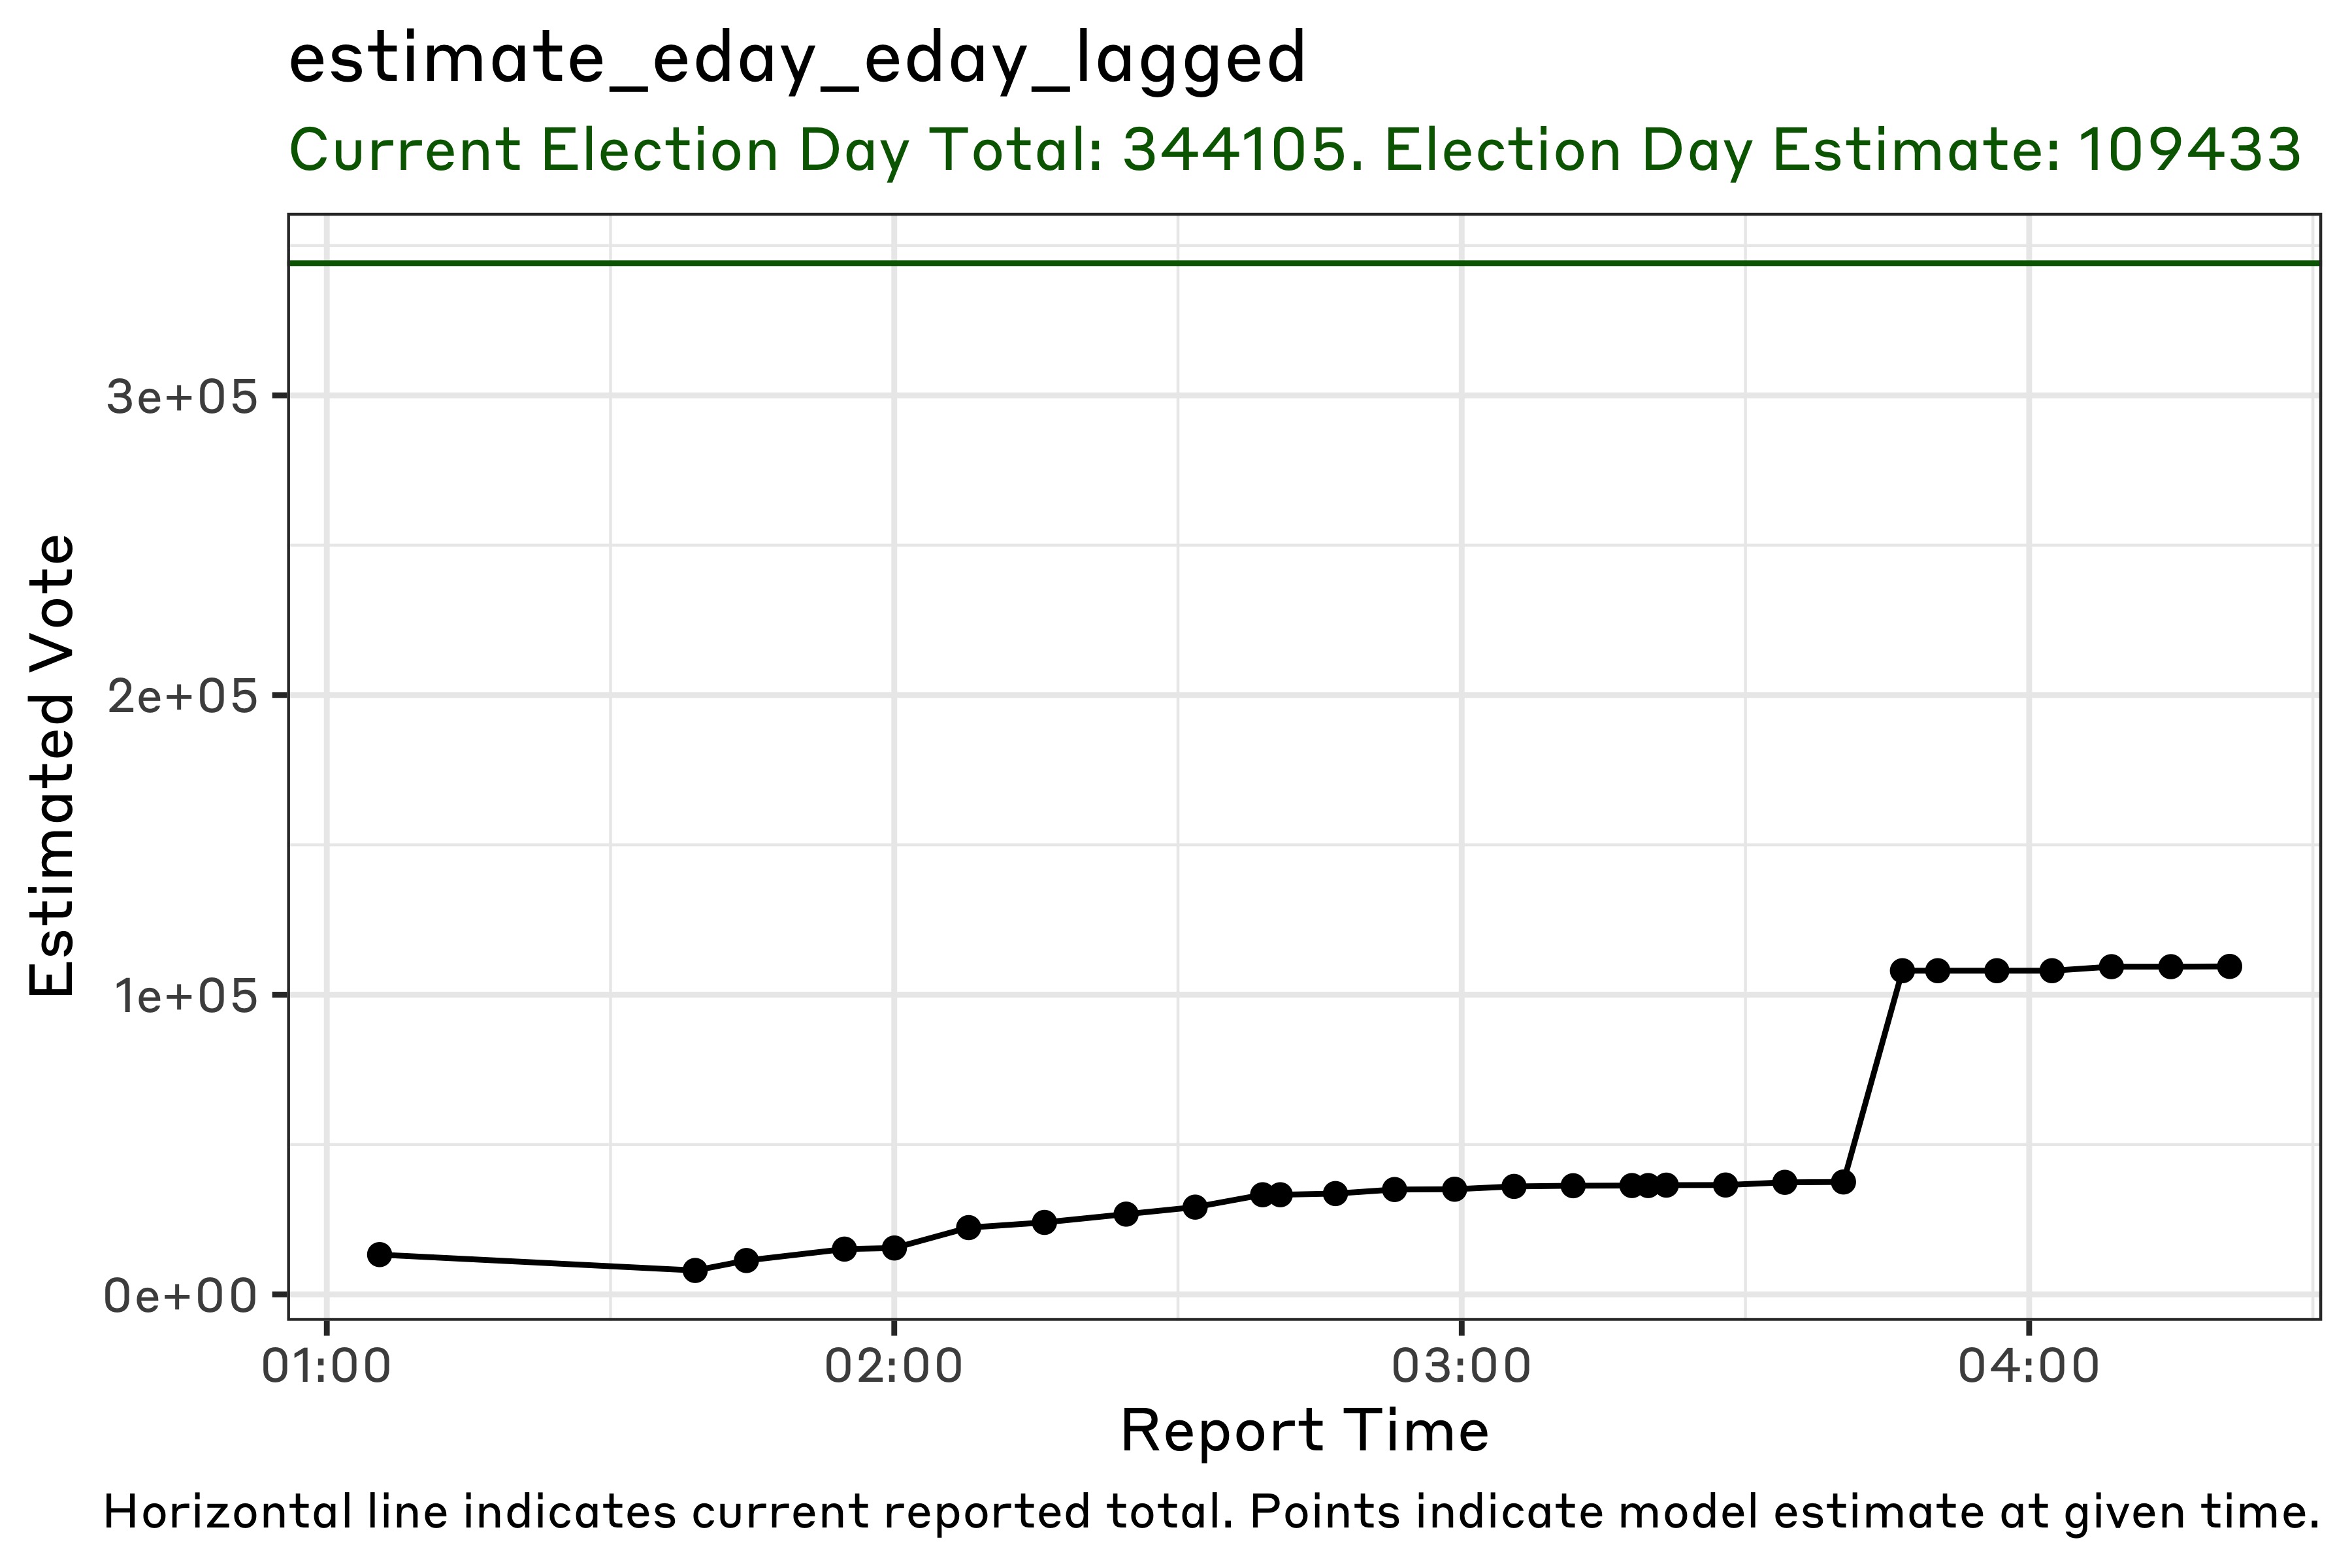 estimate_eday_eday_lagged
Current Election Day Total: 344105. Election Day Estimate: 109433
Estimated Vote
3e+05
2e+05
1e+05
0e+00
01:00
02:00
03:00
04:00
Report Time
Horizontal line indicates current reported total. Points indicate model estimate at given time.